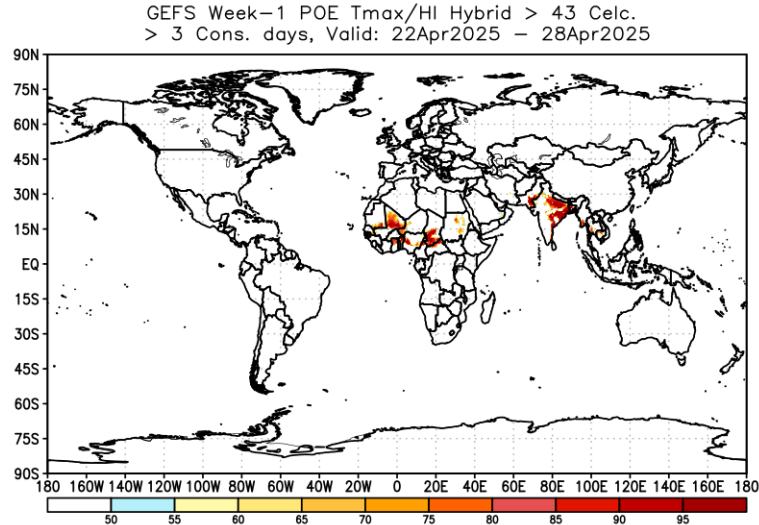 GEFS Week-1 POE Tmax/HI Hybrid > 43 Celc.
> 3 Cons. days, Valid: 22Apr2025 - 28Apr2025
90N
75N
60N
45N
30N
15N
EQ
15S
30S
45S
60S
75S
90S
180 160W 140W 120W 100W 80W 60W 40W 20W 0 20E 40E 60E 80E 100E 120E 140E 160E 180
50 55 60 65 70 75 80 85 90 95